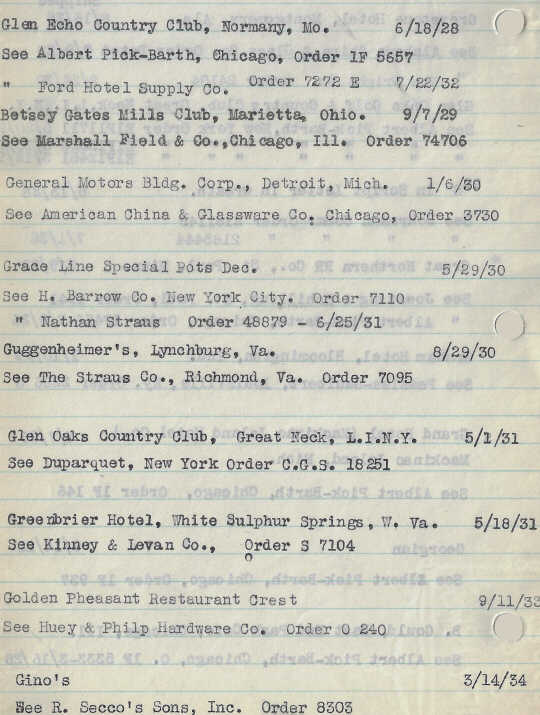 Glen Echo Country Club, Normany, Mo. 6/18/28
See Albert Pick-Barth, Chicago, Order 1F 5657
" Ford Hotel Supply Co. Order 7272 E 7/22/32
Betsey Gates Mills Club, Marietta, Ohio. 9/7/29
See Marshall Field & Co., Chicago, Ill. Order 74706
General Motors Bldg. Corp., Detroit, Mich. 1/6/30
See American China & Glassware Co. Chicago, Order 3730
Grace Line Special Pots Dec. 5/29/30
See H. Barrow Co. New York City. Order 7110
" Nathan Straus Order 48879 - 6/25/31
Guggenheimer's, Lynchburg, Va. 8/29/30
See The Straus Co., Richmond, Va. Order 7095
Glen Oaks Country Club, Great Neck, L.I.N.Y. 5/1/31
See Duparquet, New York Order C.G.S. 18251
Greenbrier Hotel, White Sulphur Springs, W. Va. 5/18/31
See Kinney & Levan Co., Order S 7104
Golden Pheasant Restaurant Crest 9/11/33
See Huey & Philp Hardware Co. Order O 240
Gino's 3/14/34
See R. Secco's Sons, Inc. Order 8303